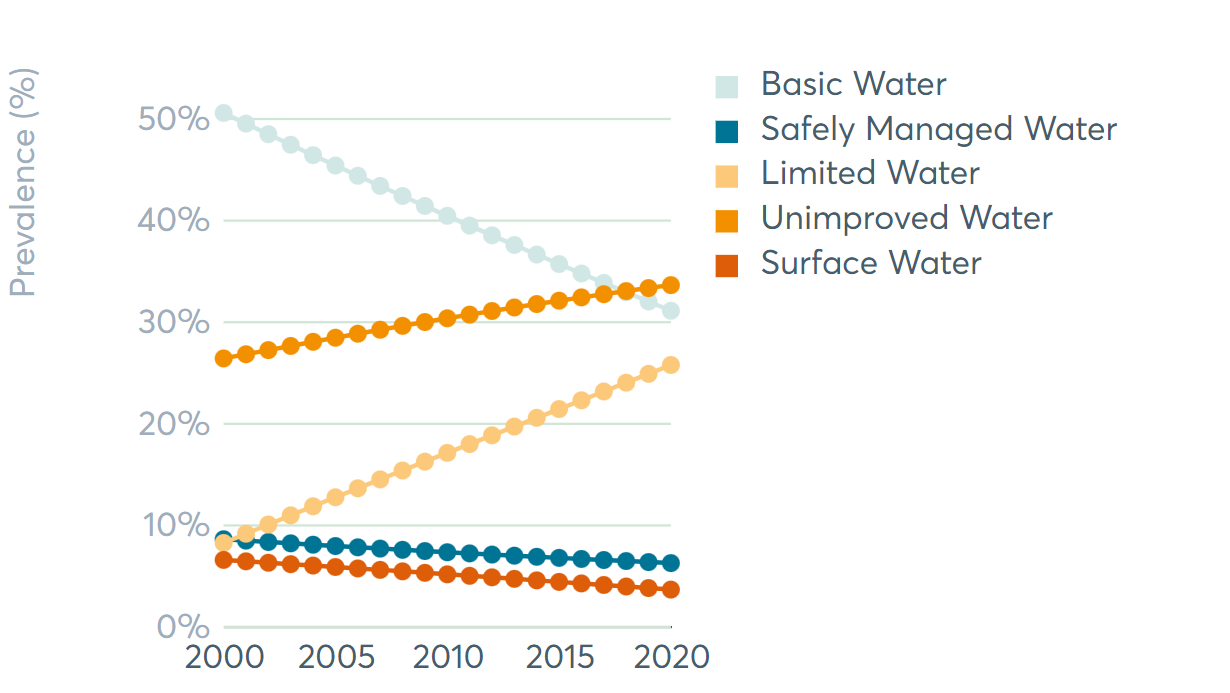 Prevalence (%)
50%
40%
30%
20%
10%
0%
2000 2005 2010 2015 2020
Basic Water
Safely Managed Water
Limited Water
Unimproved Water
Surface Water